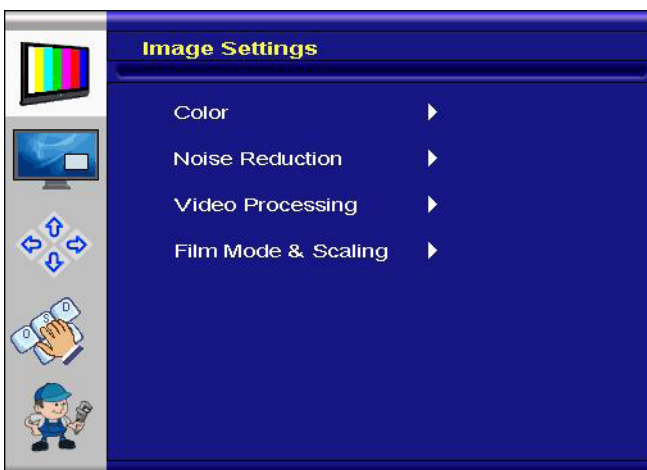 Image Settings
Color
Noise Reduction
Video Processing
Film Mode & Scaling
O S D